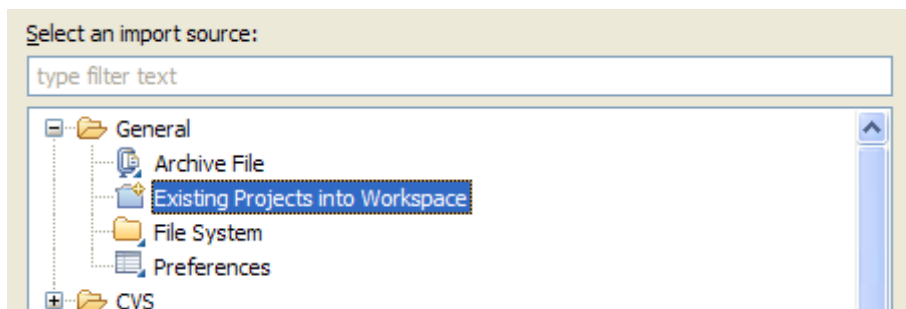 Select an import source:
type filter text
General
Archive File
Existing Projects into Workspace
File System
Preferences
CVS